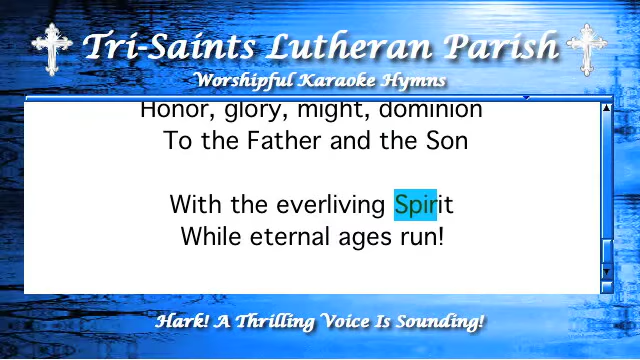 Tri-Saints Lutheran Parish
Worshipful Karaoke Hymns
Honor, glory, might, dominion
To the Father and the Son
With the everliving Spirit
While eternal ages run!
Hark! A Thrilling Voice Is Sounding!